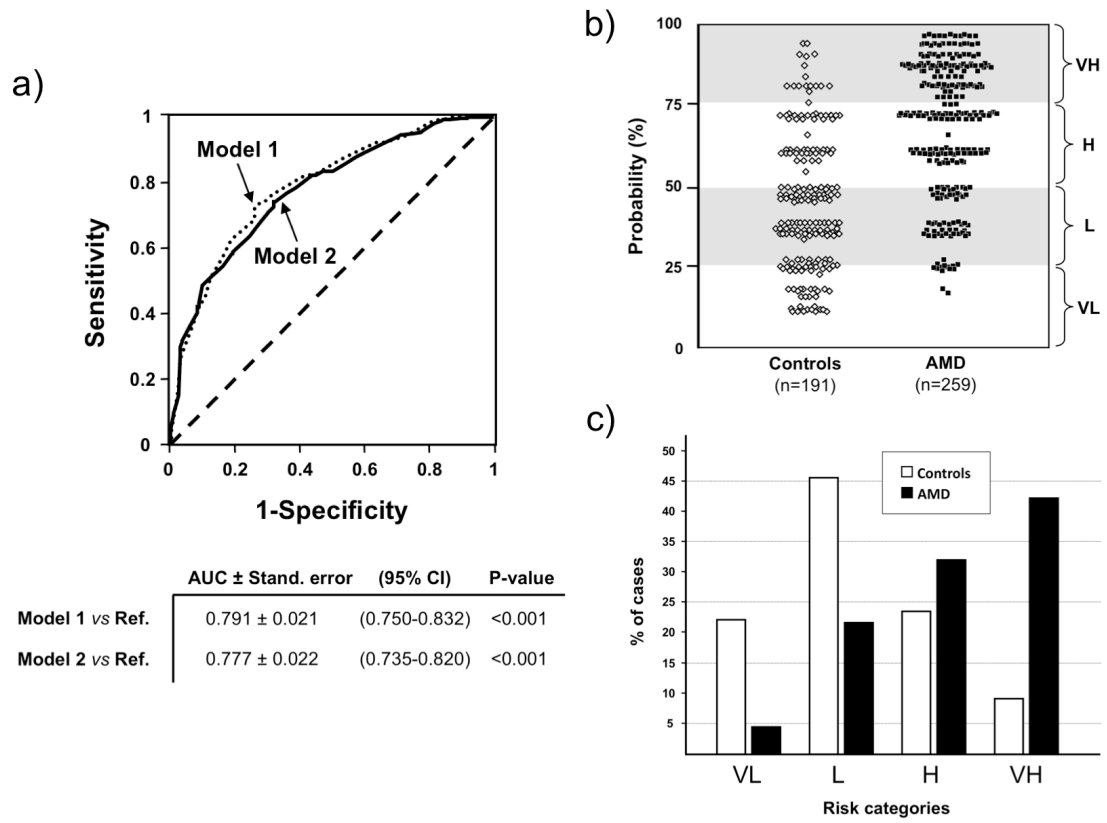 a)
1
0.8
0.6
0.4
0.2
0
Sensitivity
Model 1
Model 2
0 0.2 0.4 0.6 0.8 1
1-Specificity
AUC ± Stand. error (95% CI) P-value
Model 1 vs Ref. 0.791 ± 0.021 (0.750-0.832) <0.001
Model 2 vs Ref. 0.777 ± 0.022 (0.735-0.820) <0.001
b)
100
75
50
25
0
Probability (%)
VH
H
L
VL
Controls AMD
(n=191) (n=259)
c)
50
45
40
35
30
25
20
15
10
5
% of cases
Controls
AMD
VL L H VH
Risk categories